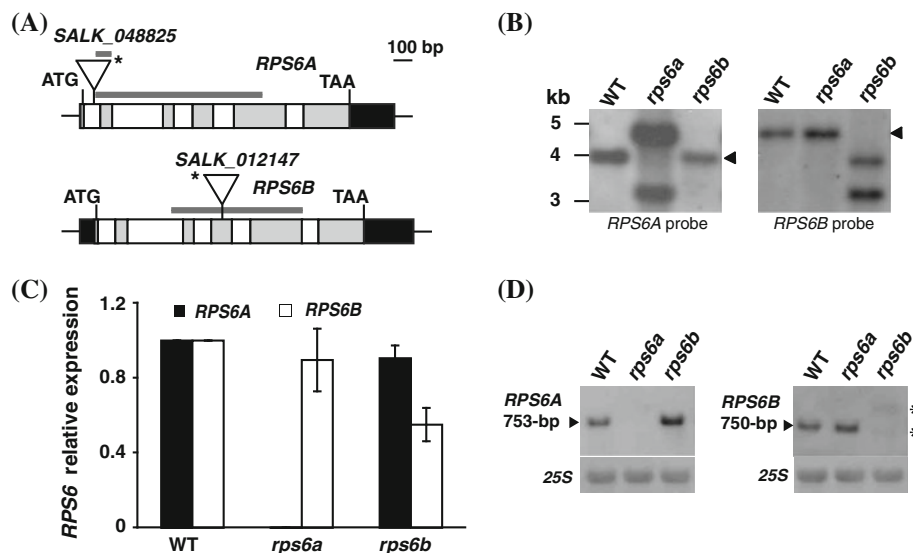 (A)
SALK_048825
*
100 bp
ATG
RPS6A
TAA
SALK_012147
*
ATG
RPS6B
TAA
(B)
WT
rps6a
rps6b
WT
rps6a
rps6b
kb
5
4
3
RPS6A probe
RPS6B probe
(C)
RPS6 relative expression
1.2
0.8
0.4
0
RPS6A
RPS6B
WT
rps6a
rps6b
(D)
WT
rps6a
rps6b
WT
rps6a
rps6b
RPS6A
753-bp
25S
RPS6B
750-bp
*
*
25S